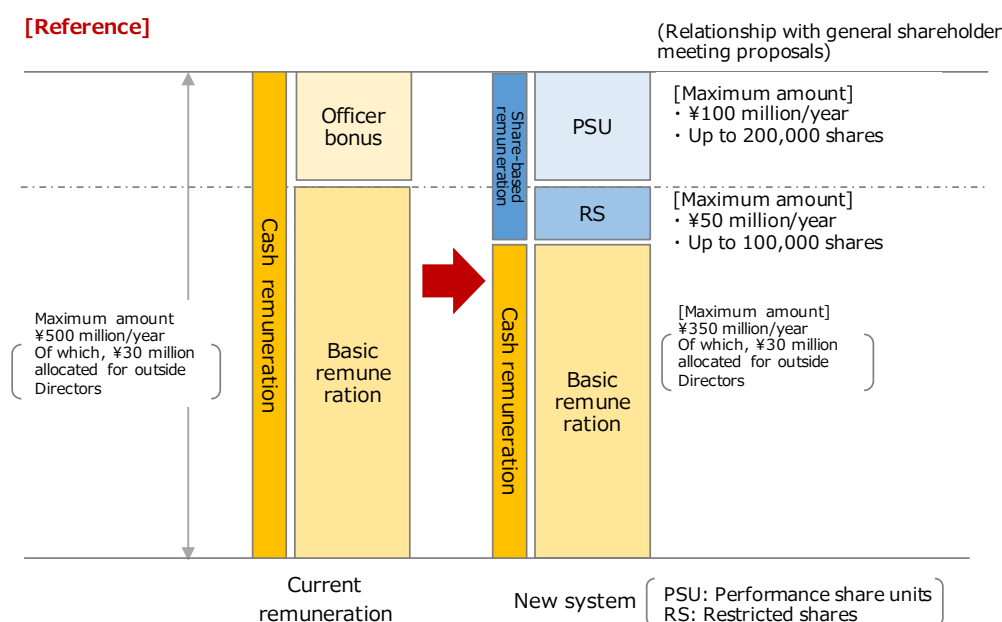 [Reference]
(Relationship with general shareholder
meeting proposals)
Officer
bonus
Cash remuneration
Basic
remune
ration
Maximum amount
¥500 million/year
Of which, ¥30 million
allocated for outside
Directors
Share-based
remuneration
PSU
RS
Cash remuneration
Basic
remune
ration
[Maximum amount]
・¥100 million/year
・Up to 200,000 shares
[Maximum amount]
・¥50 million/year
・Up to 100,000 shares
[Maximum amount]
¥350 million/year
Of which, ¥30 million
allocated for outside
Directors
Current
remuneration
New system
PSU: Performance share units
RS: Restricted shares